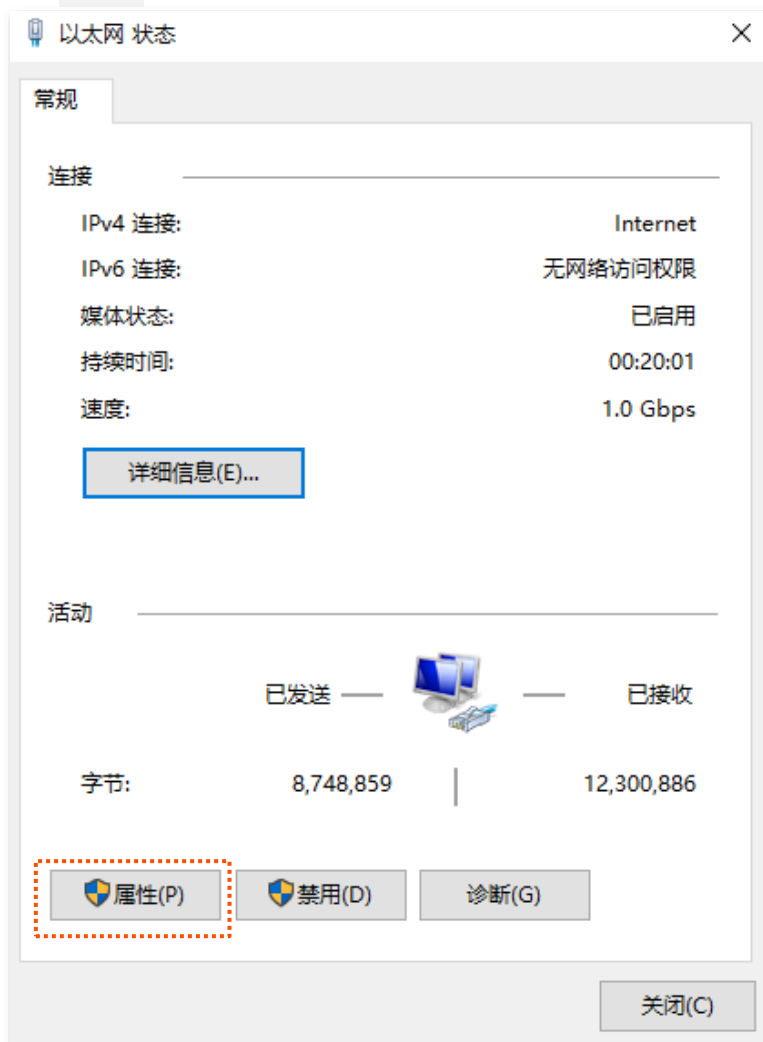 以太网 状态
常规
连接
IPv4 连接: Internet
IPv6 连接: 无网络访问权限
媒体状态: 已启用
持续时间: 00:20:01
速度: 1.0 Gbps
详细信息(E)...
活动
已发送 已接收
字节: 8,748,859 12,300,886
属性(P) 禁用(D) 诊断(G)
关闭(C)